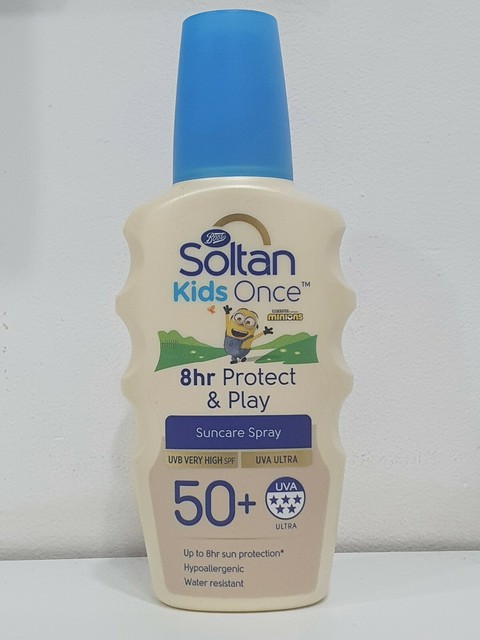 Boots
Soltan
Kids Once™
minions
8hr Protect
& Play
Suncare Spray
UVB VERY HIGH SPF UVA ULTRA
50+ UVA
ULTRA
Up to 8hr sun protection*
Hypoallergenic
Water resistant